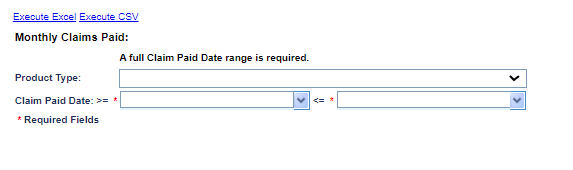 Execute Excel Execute CSV
Monthly Claims Paid:
A full Claim Paid Date range is required.
Product Type:
Claim Paid Date: >= * <= *
* Required Fields